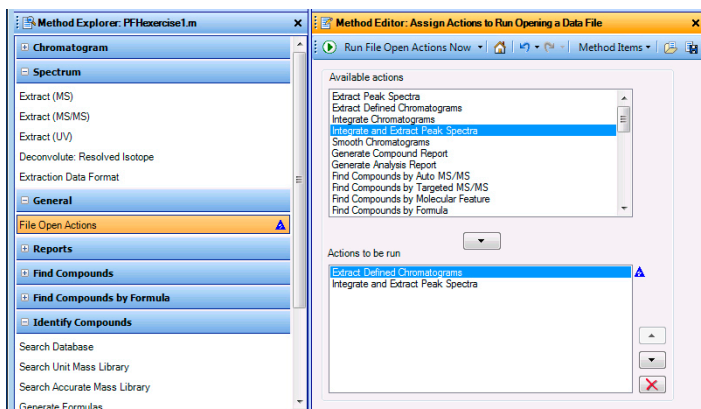 Method Explorer: PFHexercise1.m
Chromatogram
Spectrum
Extract (MS)
Extract (MS/MS)
Extract (UV)
Deconvolute: Resolved Isotope
Extraction Data Format
General
File Open Actions
Reports
Find Compounds
Find Compounds by Formula
Identify Compounds
Search Database
Search Unit Mass Library
Search Accurate Mass Library
Generate Formulas
Method Editor: Assign Actions to Run Opening a Data File
Run File Open Actions Now
Method Items
Available actions
Extract Peak Spectra
Extract Defined Chromatograms
Integrate Chromatograms
Integrate and Extract Peak Spectra
Smooth Chromatograms
Generate Compound Report
Generate Analysis Report
Find Compounds by Auto MS/MS
Find Compounds by Targeted MS/MS
Find Compounds by Molecular Feature
Find Compounds by Formula
Actions to be run
Extract Defined Chromatograms
Integrate and Extract Peak Spectra